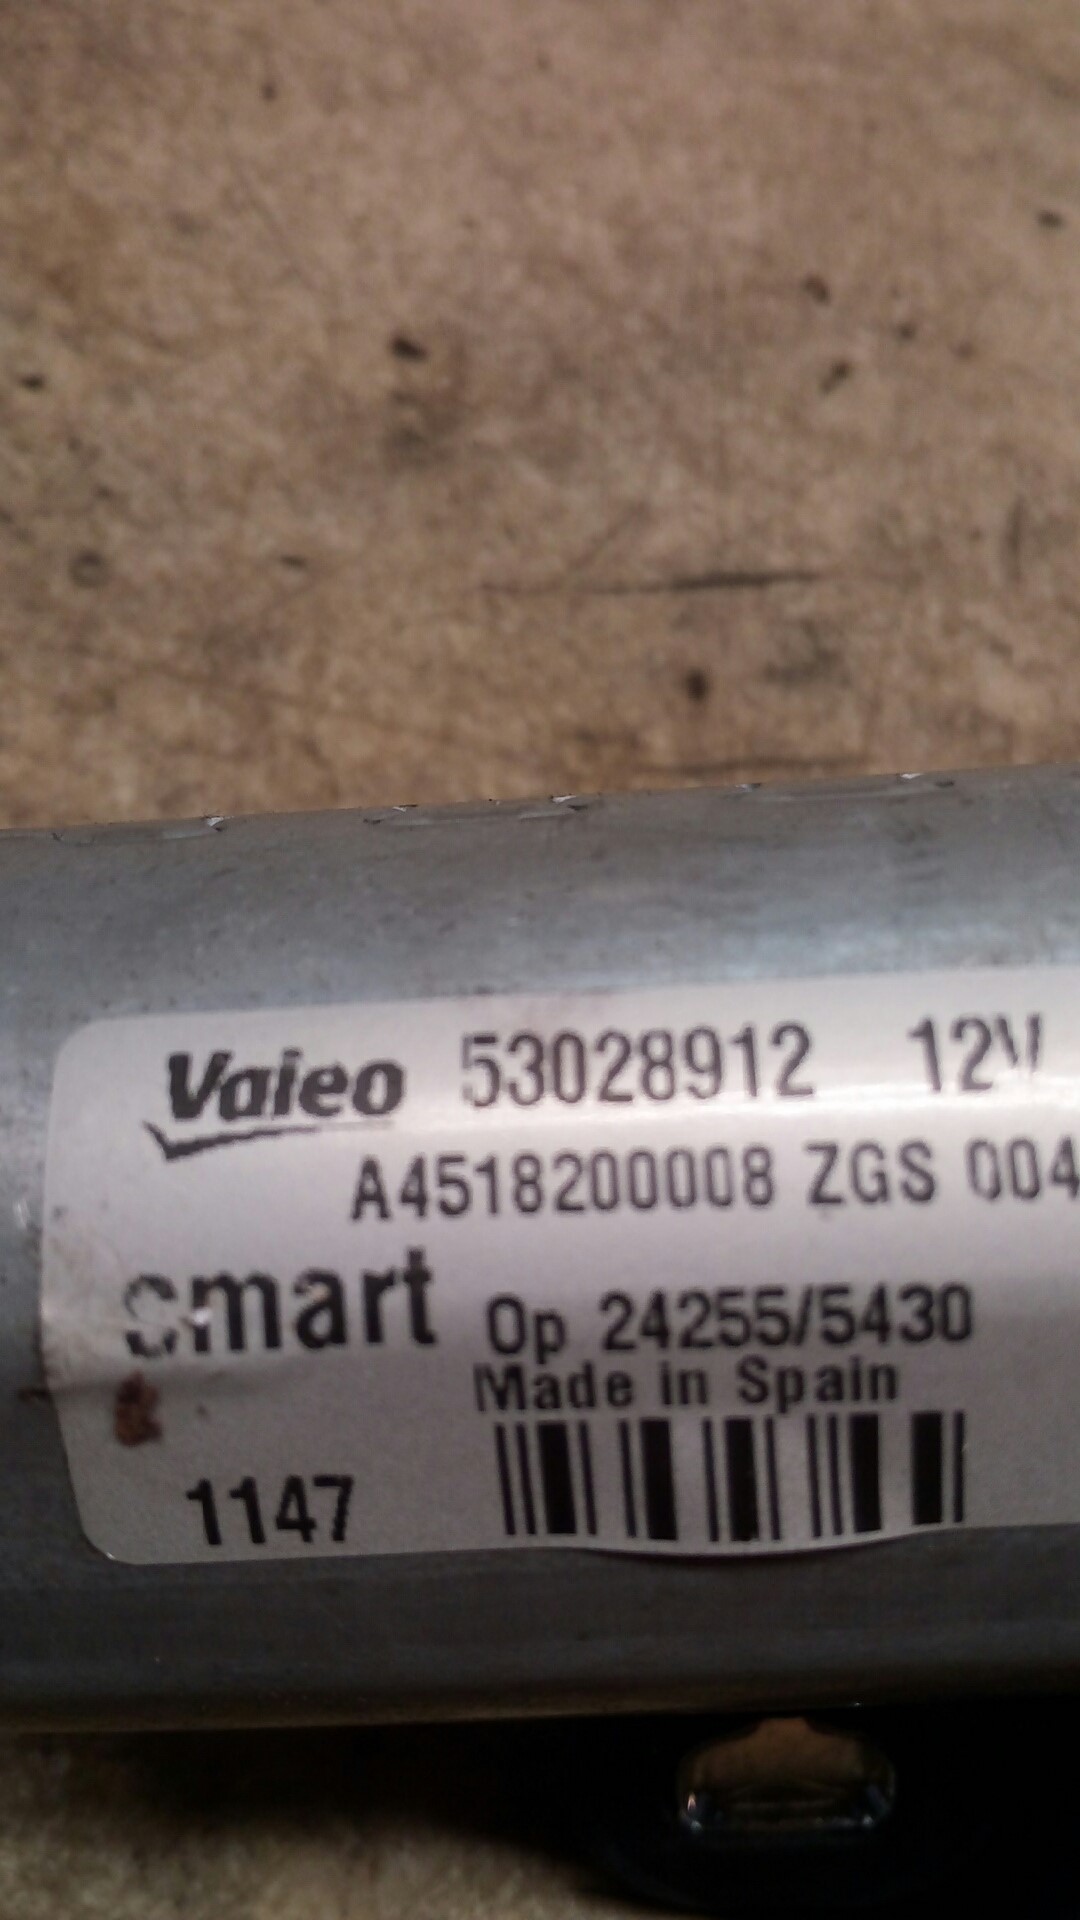 Valeo 53028912 12V
A4518200008 ZGS 004
smart Op 24255/5430
Made in Spain
1147